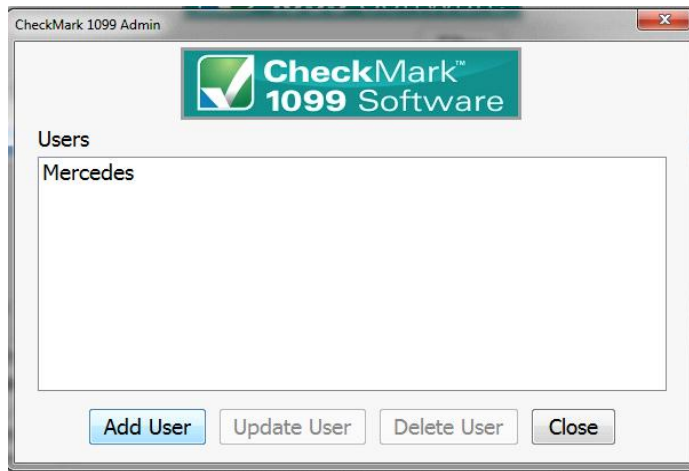 CheckMark 1099 Admin
CheckMark™
1099 Software
Users
Mercedes
Add User
Update User
Delete User
Close